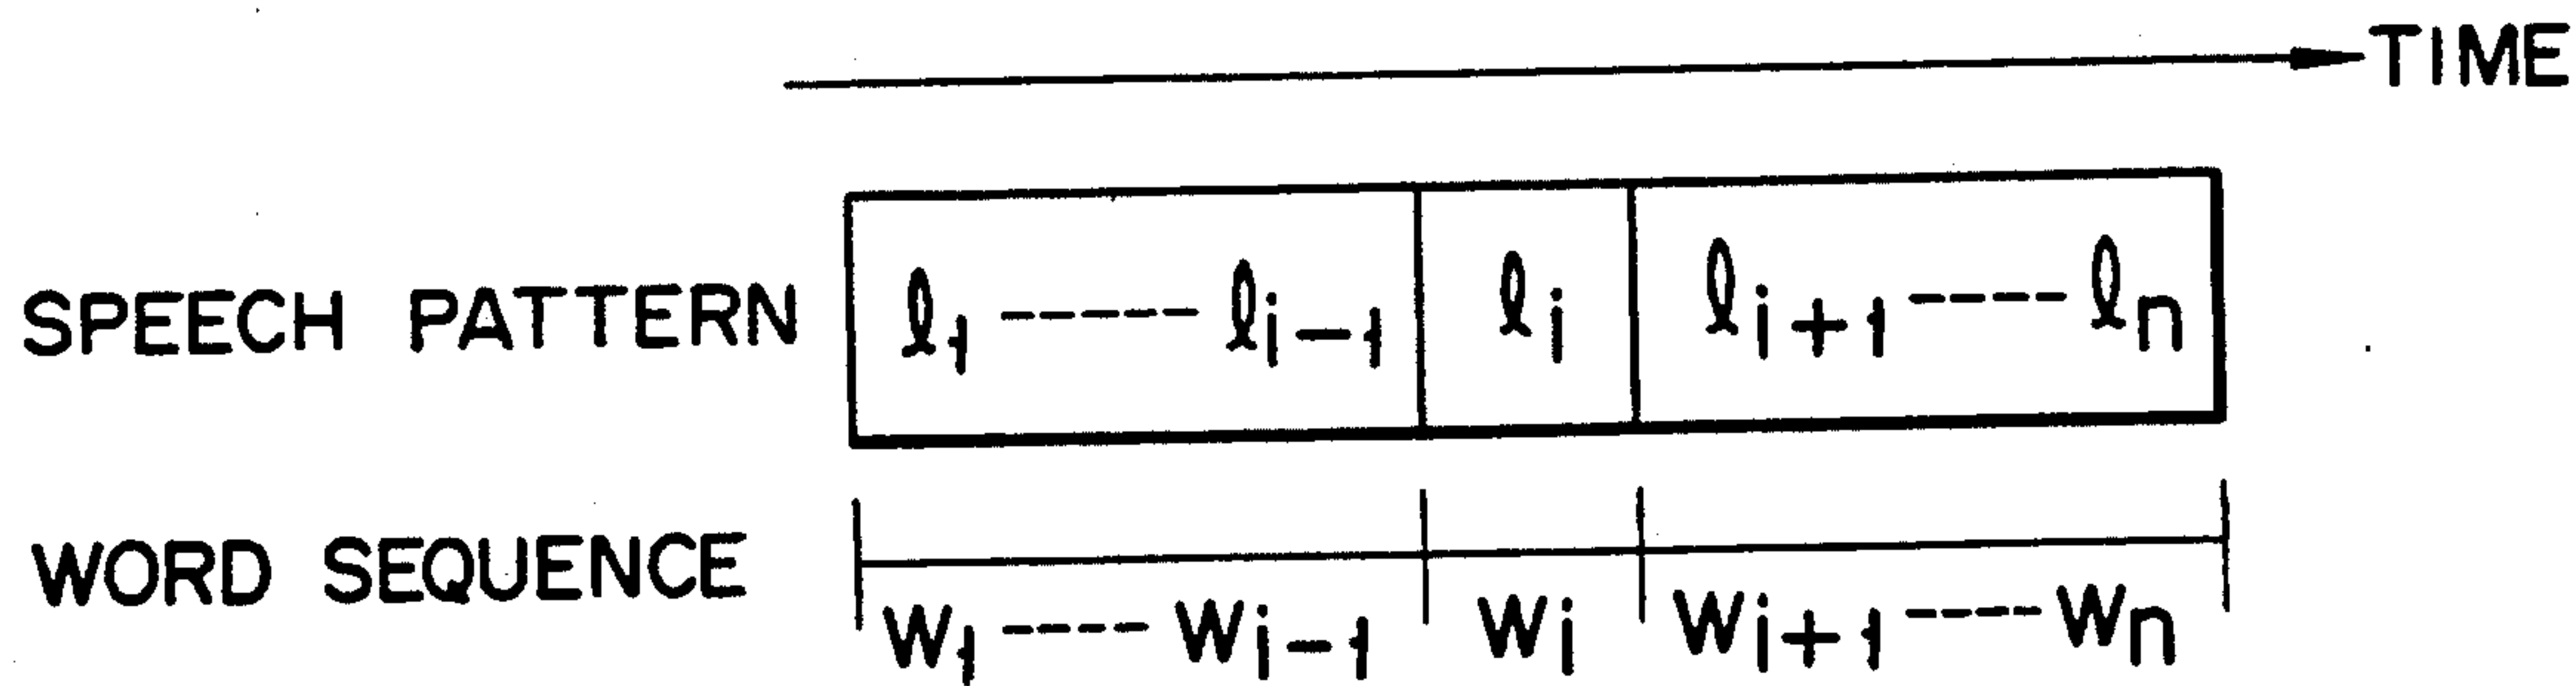 TIME
SPEECH PATTERN ℓ1 ----- ℓi-1 ℓi ℓi+1 ----- ℓn
WORD SEQUENCE
W1 ---- Wi-1 Wi Wi+1 ---- Wn